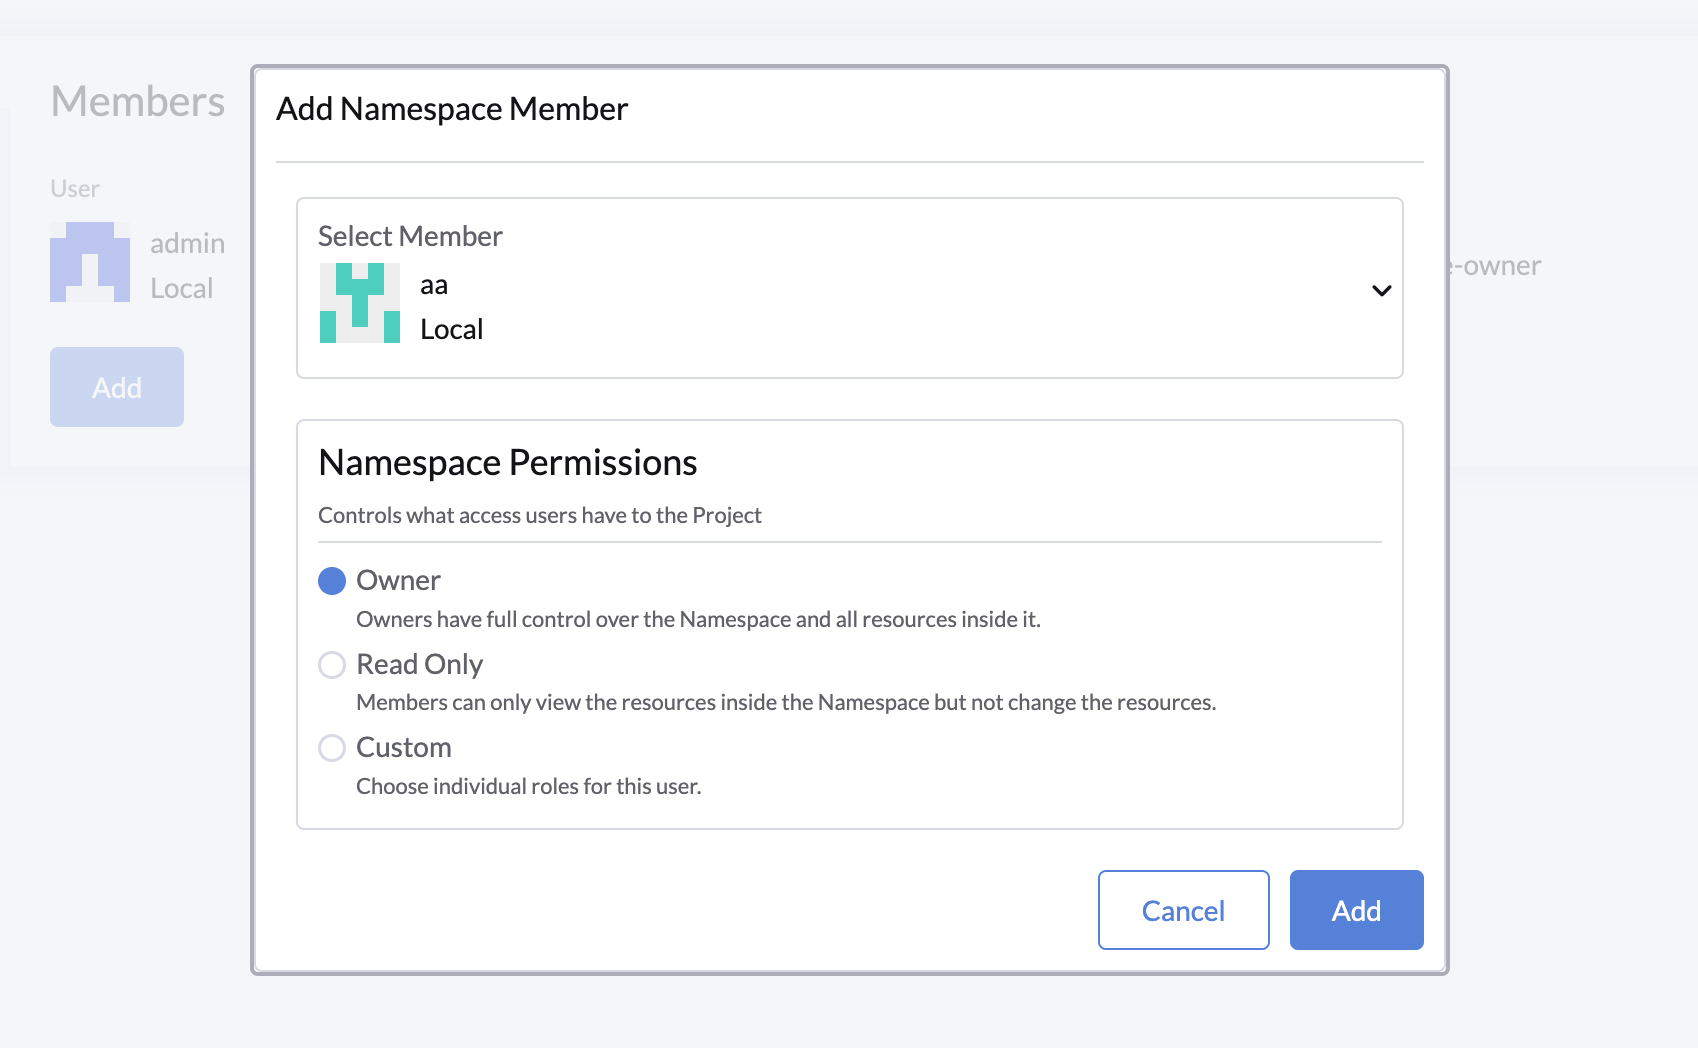 Members
User
admin
Local
Add
-owner
Add Namespace Member
Select Member
aa
Local
Namespace Permissions
Controls what access users have to the Project
Owner
Owners have full control over the Namespace and all resources inside it.
Read Only
Members can only view the resources inside the Namespace but not change the resources.
Custom
Choose individual roles for this user.
Cancel
Add